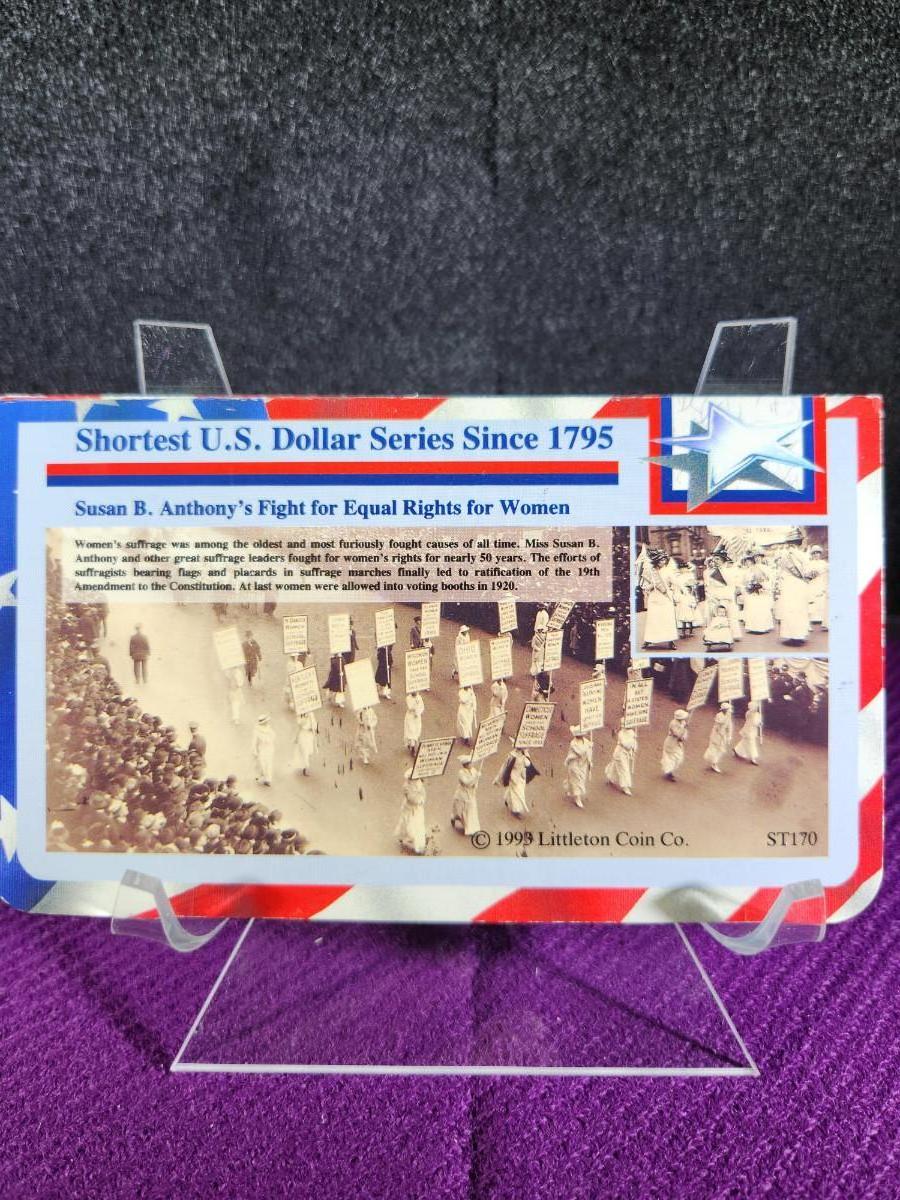 Shortest U.S. Dollar Series Since 1795
Susan B. Anthony's Fight for Equal Rights for Women
Women's suffrage was among the oldest and most furiously fought causes of all time. Miss Susan B.
Anthony and other great suffrage leaders fought for women's rights for nearly 50 years. The efforts of
suffragists bearing flags and placards in suffrage marches finally led to ratification of the 19th
Amendment to the Constitution. At last women were allowed into voting booths in 1920.
OHIO
WOMEN
SCHOOL
SUFFRAGE
© 1993 Littleton Coin Co.
ST170